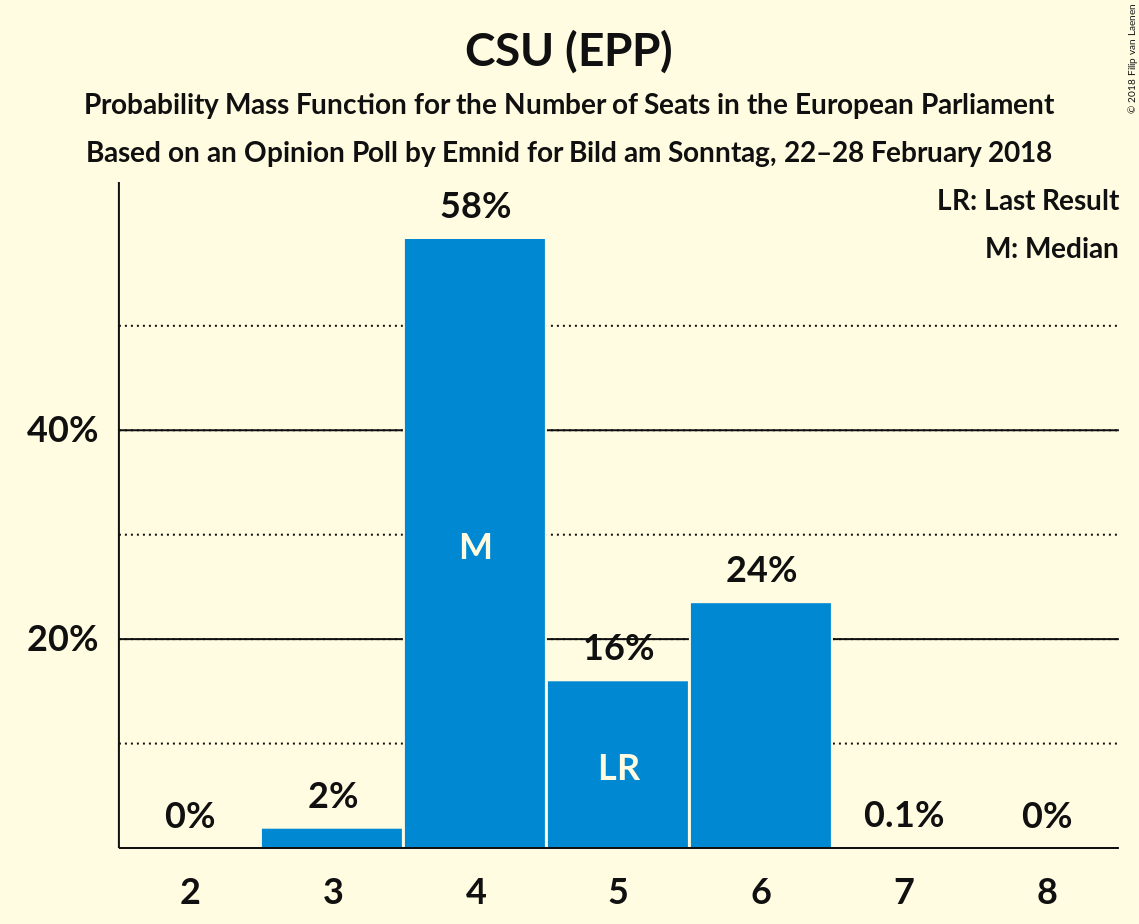 CSU (EPP)
Probability Mass Function for the Number of Seats in the European Parliament
Based on an Opinion Poll by Emnid for Bild am Sonntag, 22–28 February 2018
© 2018 Filip van Laenen
LR: Last Result
M: Median
58%
40%
M
24%
20%
16%
LR
2%
0%
0.1%
0%
2 3 4 5 6 7 8